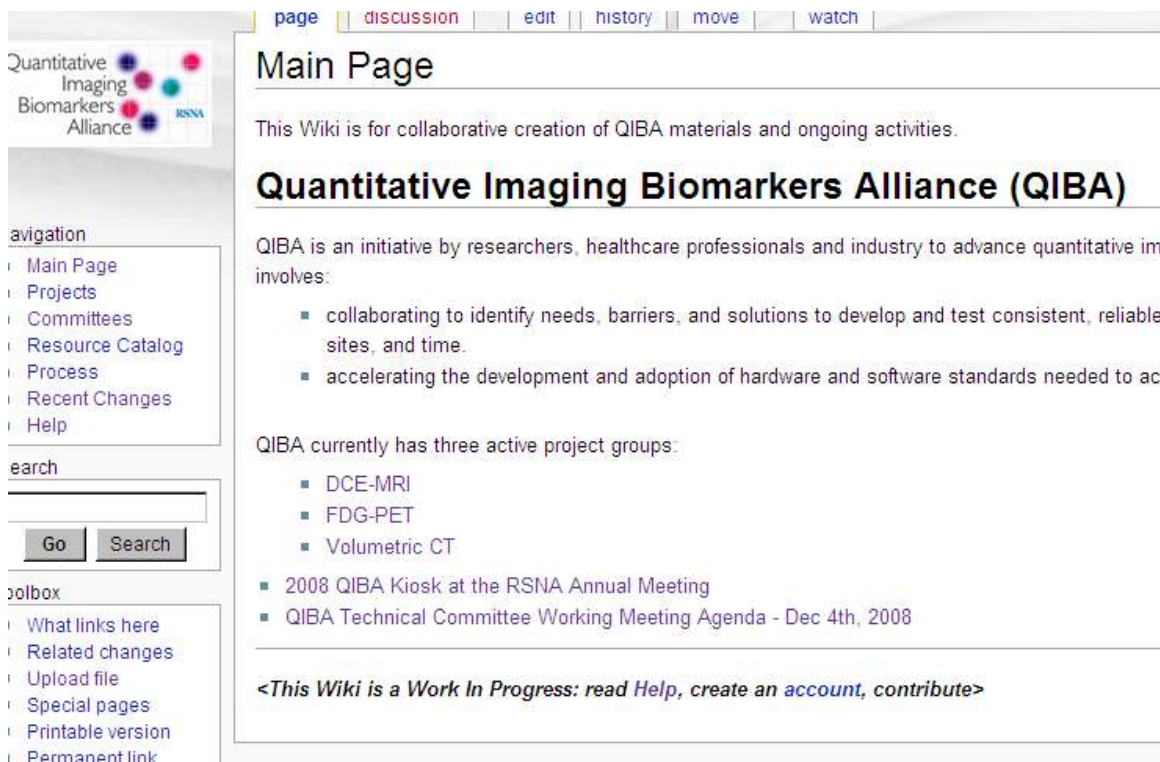 page discussion edit history move watch
Quantitative
Imaging
Biomarkers
Alliance
RSNA
Main Page
This Wiki is for collaborative creation of QIBA materials and ongoing activities.
Quantitative Imaging Biomarkers Alliance (QIBA)
QIBA is an initiative by researchers, healthcare professionals and industry to advance quantitative im
involves:
collaborating to identify needs, barriers, and solutions to develop and test consistent, reliable
sites, and time.
accelerating the development and adoption of hardware and software standards needed to ac
QIBA currently has three active project groups:
DCE-MRI
FDG-PET
Volumetric CT
2008 QIBA Kiosk at the RSNA Annual Meeting
QIBA Technical Committee Working Meeting Agenda - Dec 4th, 2008
<This Wiki is a Work In Progress: read Help, create an account, contribute>
avigation
Main Page
Projects
Committees
Resource Catalog
Process
Recent Changes
Help
earch
Go Search
oolbox
What links here
Related changes
Upload file
Special pages
Printable version
Permanent link